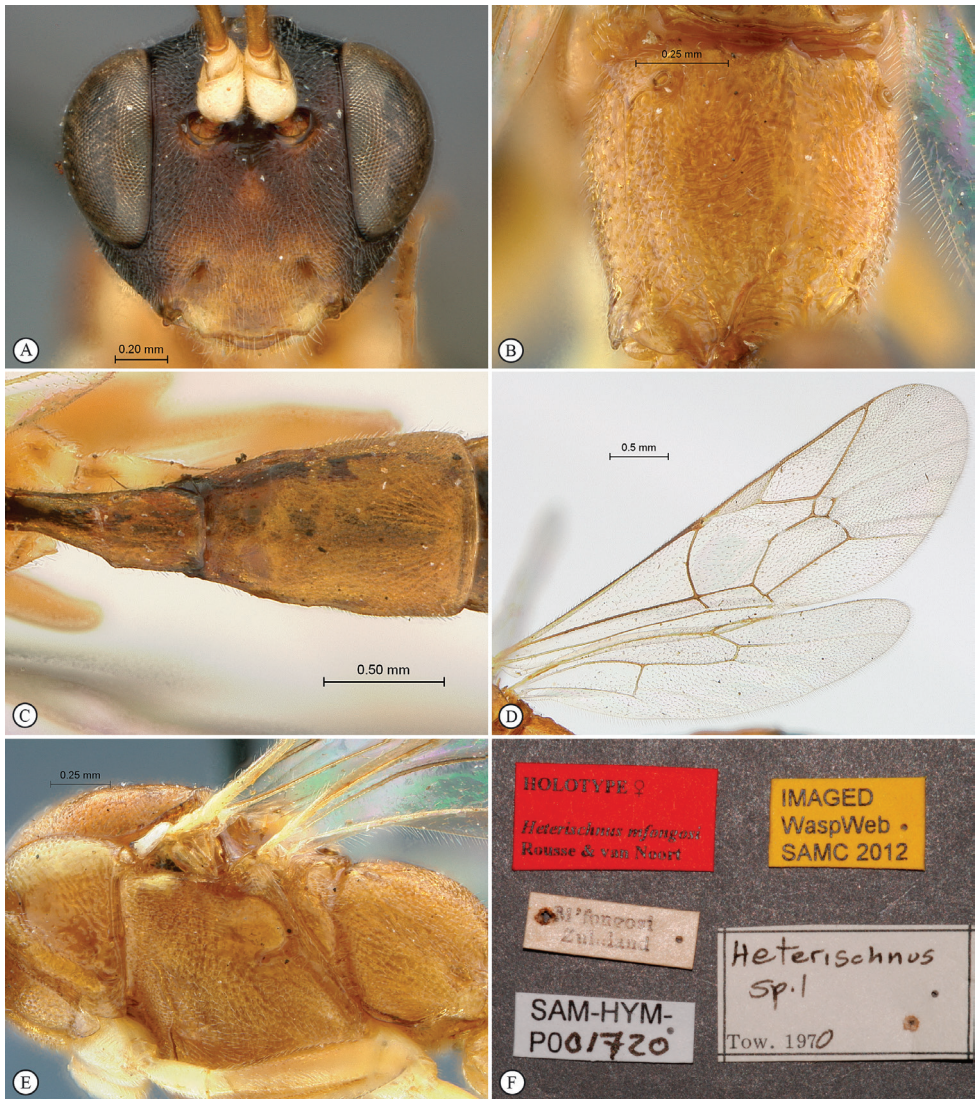 A
0.20 mm
0.25 mm
B
0.50 mm
C
0.5 mm
D
0.25 mm
E
HOLOTYPE ♀
Heterischnus mfongosi
Rousse & van Noort
IMAGED
WaspWeb
SAMC 2012
M'fongosi
Zululand
SAM-HYM-
P001720
Heterischnus
sp.1
Tow. 1970
F